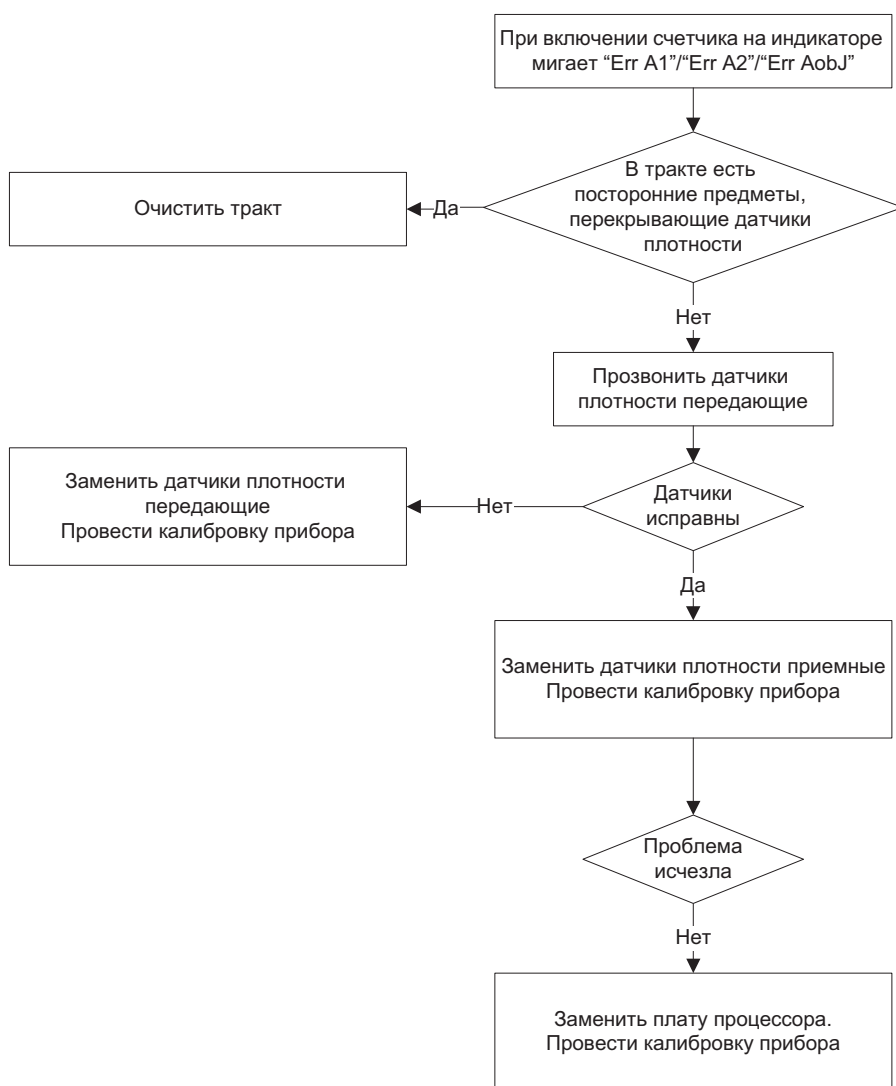 При включении счетчика на индикаторе
мигает “Err A1”/“Err A2”/“Err AobJ”
В тракте есть
посторонние предметы,
перекрывающие датчики
плотности
Да
Очистить тракт
Нет
Прозвонить датчики
плотности передающие
Датчики
исправны
Нет
Заменить датчики плотности
передающие
Провести калибровку прибора
Да
Заменить датчики плотности приемные
Провести калибровку прибора
Проблема
исчезла
Нет
Заменить плату процессора.
Провести калибровку прибора